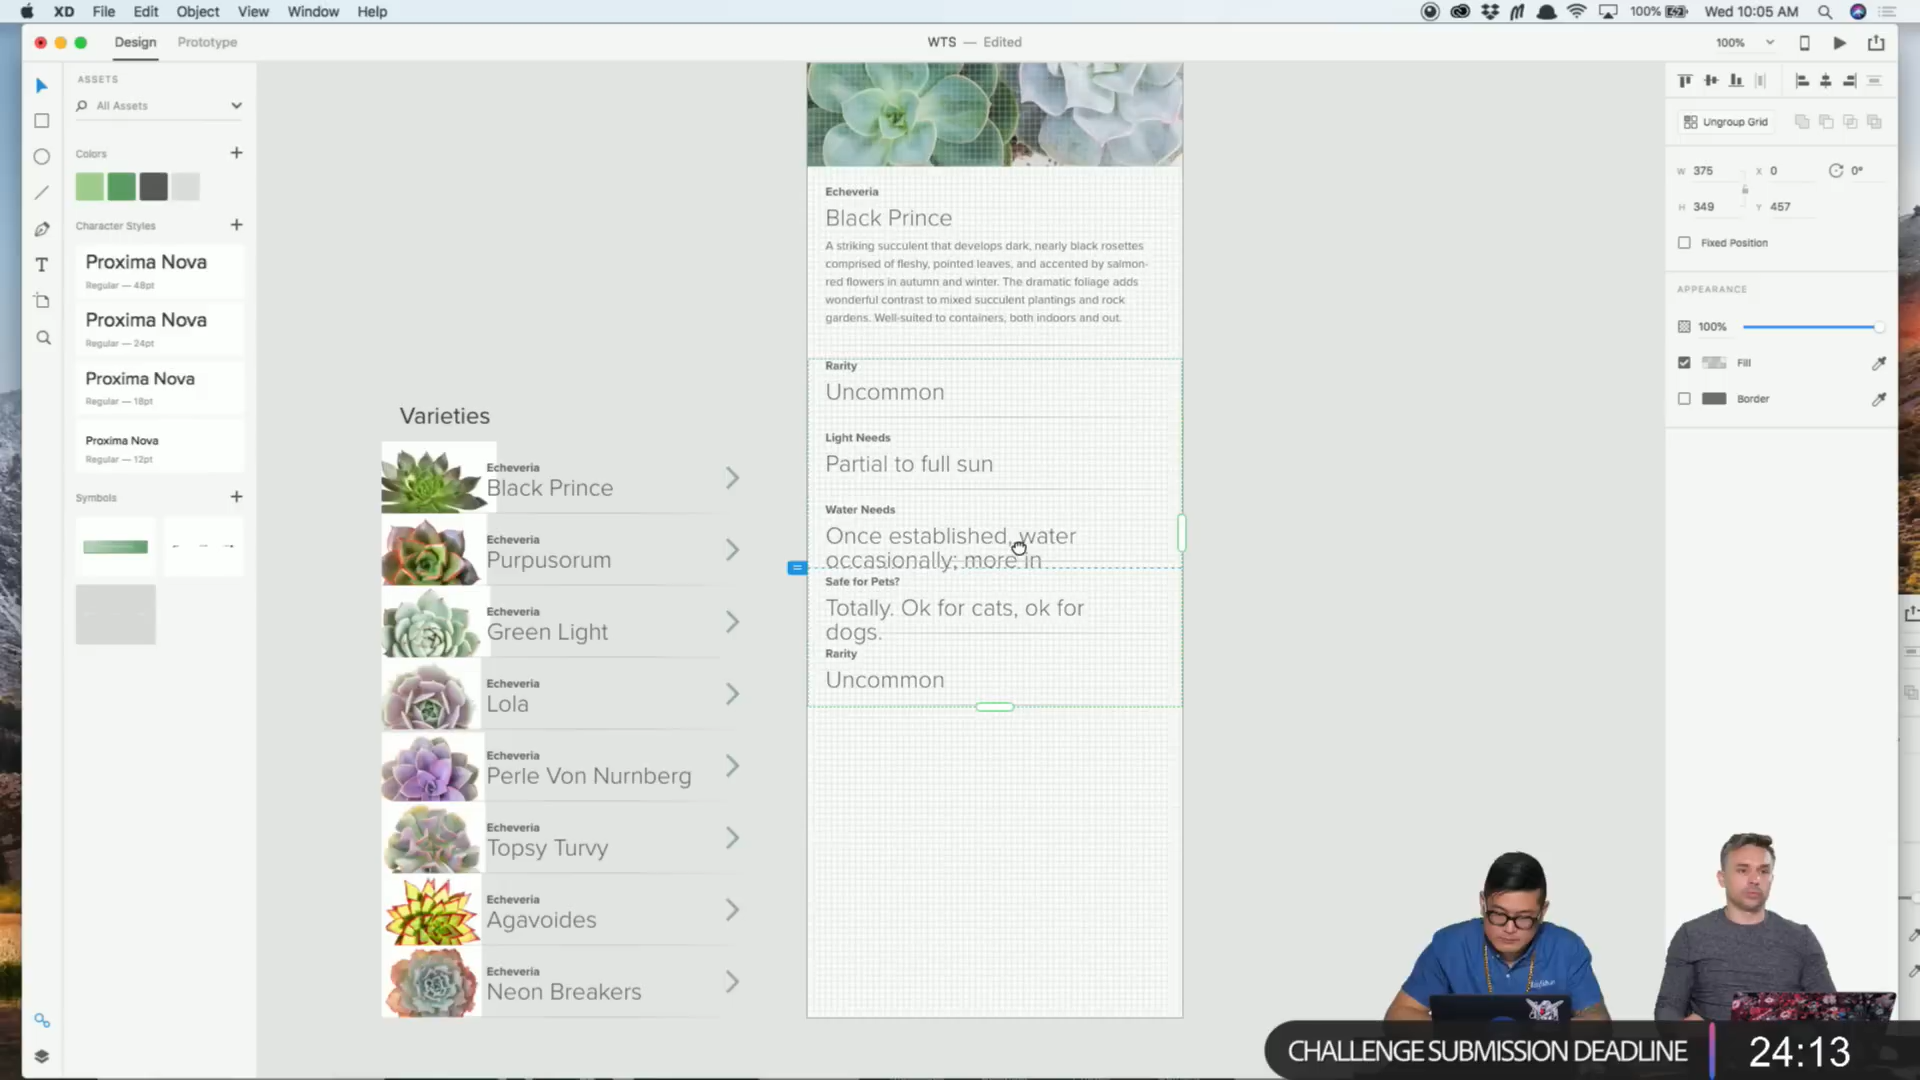 XD File Edit Object View Window Help
100% Wed 10:05 AM
Design Prototype
WTS — Edited
100%
ASSETS
All Assets
Colors
Character Styles
Proxima Nova
Regular — 48pt
Proxima Nova
Regular — 24pt
Proxima Nova
Regular — 18pt
Proxima Nova
Regular — 12pt
Symbols
Varieties
Echeveria
Black Prince
Echeveria
Purpusorum
Echeveria
Green Light
Echeveria
Lola
Echeveria
Perle Von Nurnberg
Echeveria
Topsy Turvy
Echeveria
Agavoides
Echeveria
Neon Breakers
Echeveria
Black Prince
A striking succulent that develops dark, nearly black rosettes
comprised of fleshy, pointed leaves, and accented by salmon-
red flowers in autumn and winter. The dramatic foliage adds
wonderful contrast to mixed succulent plantings and rock
gardens. Well-suited to containers, both indoors and out.
Rarity
Uncommon
Light Needs
Partial to full sun
Water Needs
Once established, water
occasionally; more in
Safe for Pets?
Totally. Ok for cats, ok for
dogs.
Rarity
Uncommon
Ungroup Grid
W 375 X 0 0°
H 349 Y 457
Fixed Position
APPEARANCE
100%
Fill
Border
CHALLENGE SUBMISSION DEADLINE 24:13